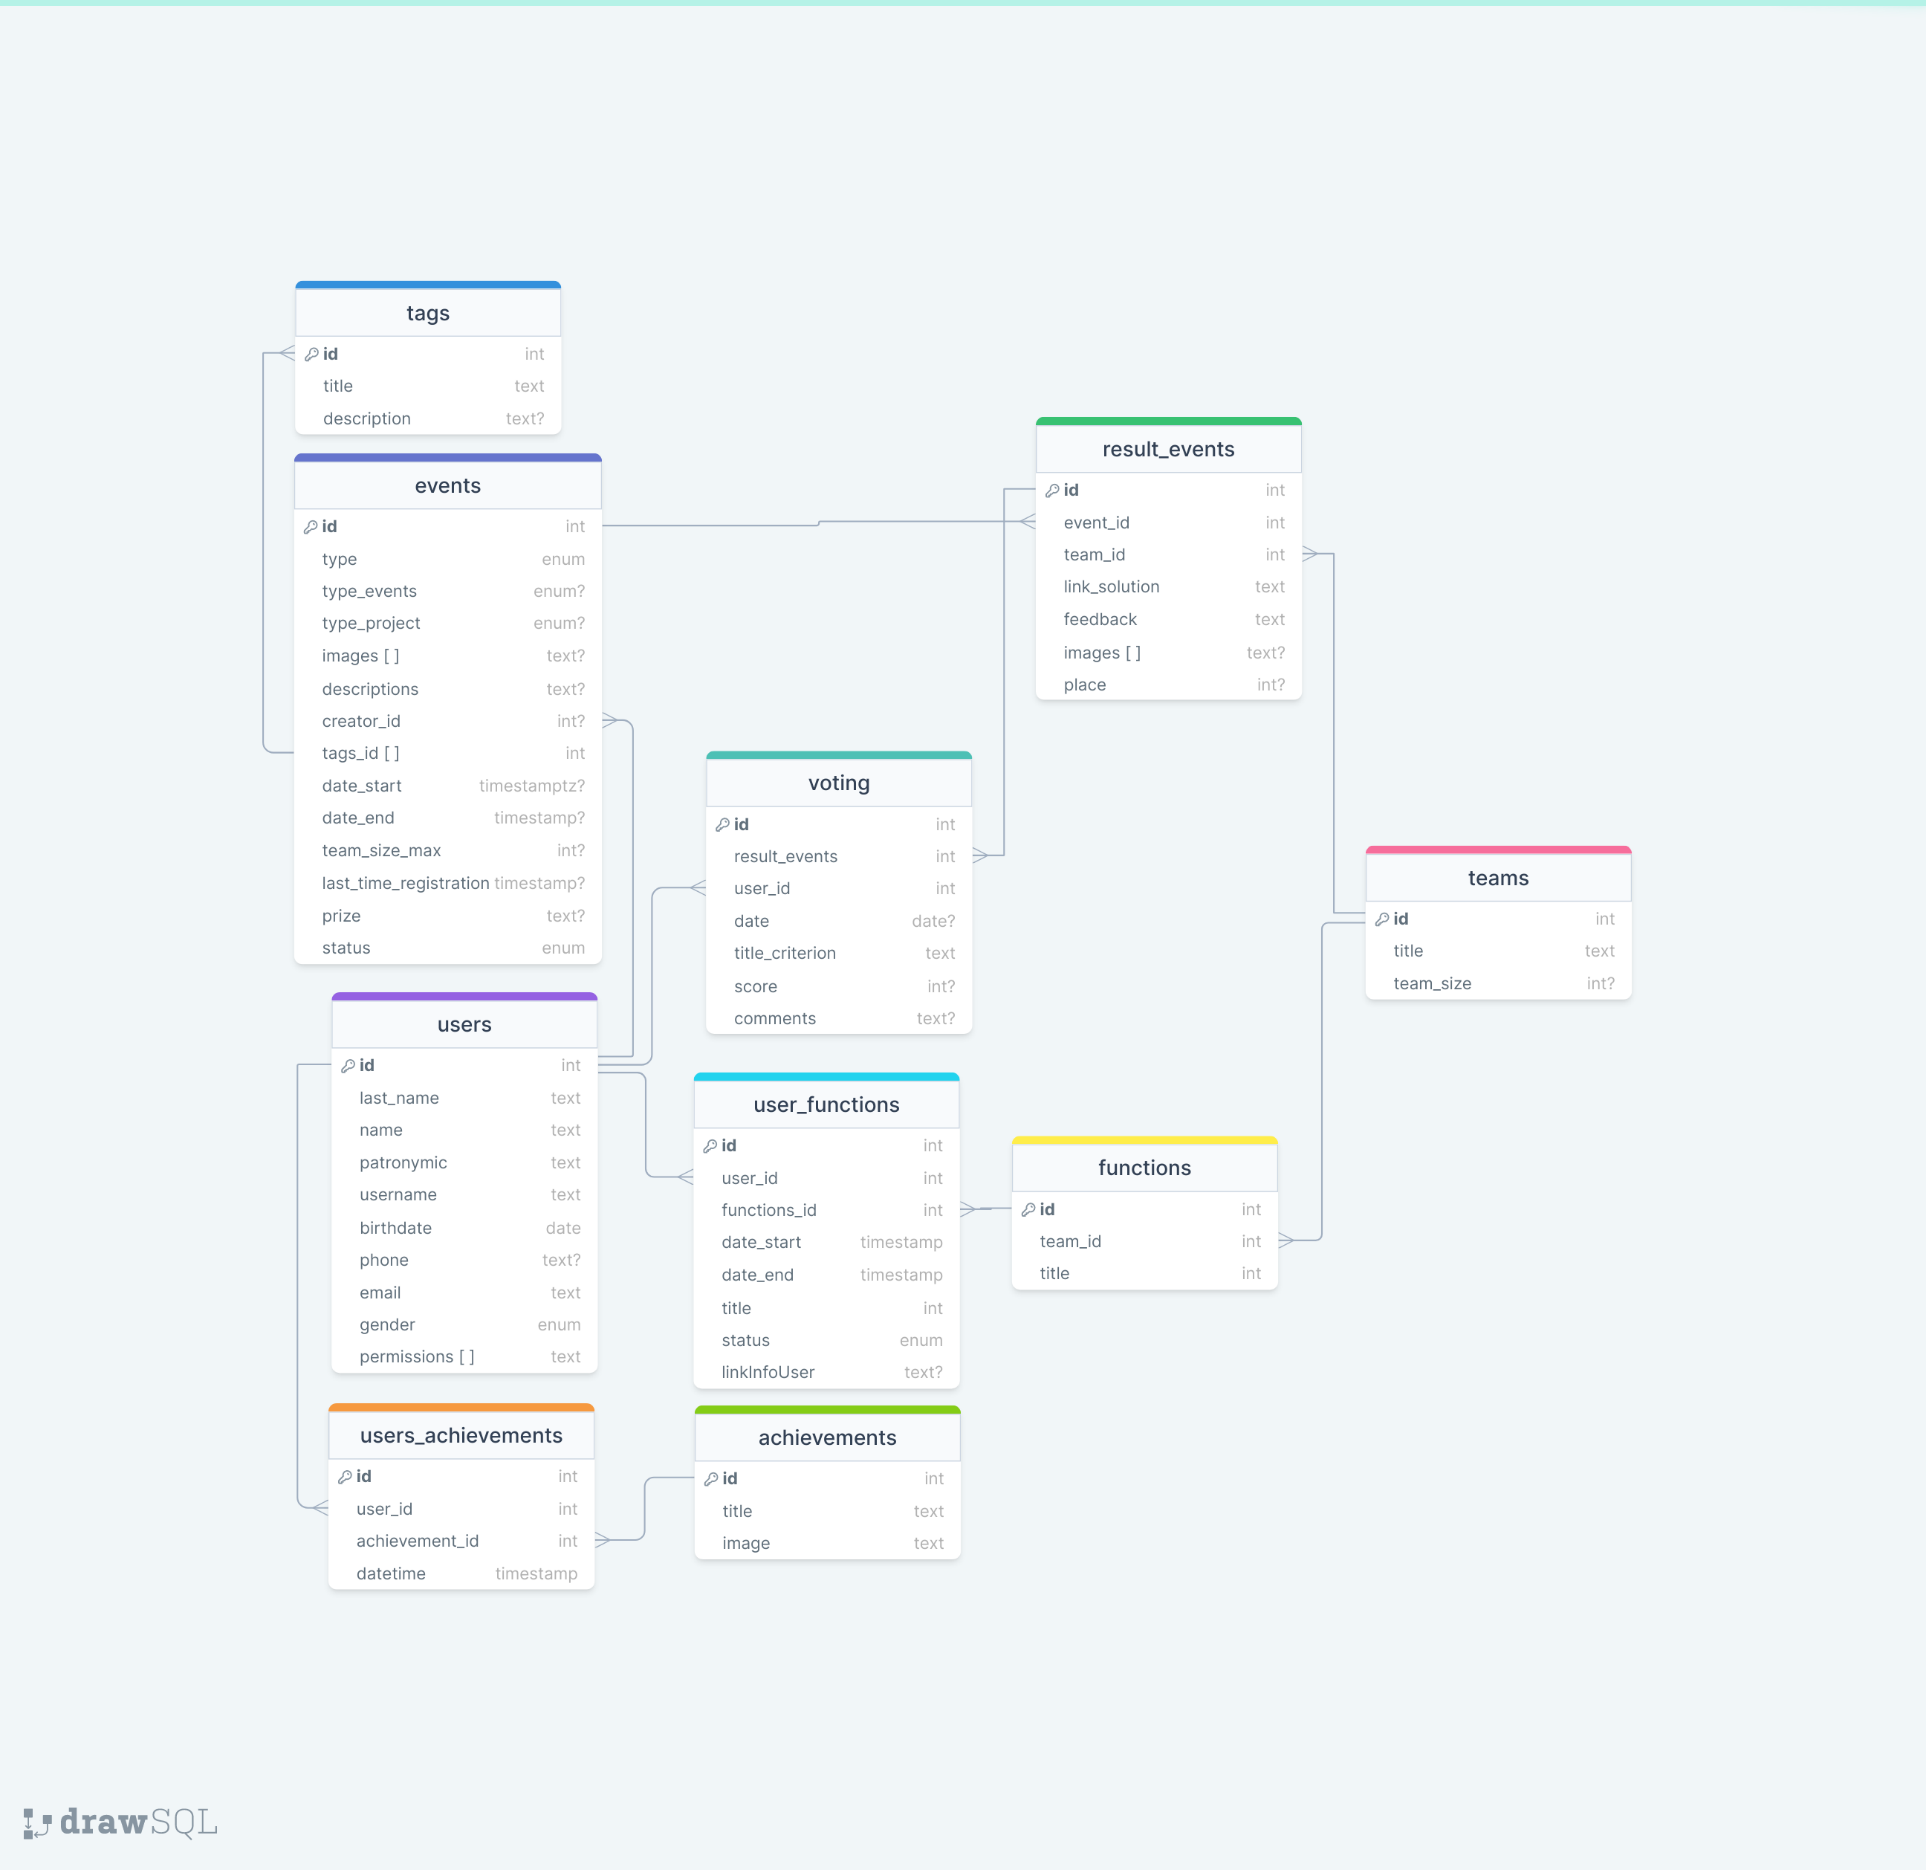 tags
id int
title text
description text?
events
id int
type enum
type_events enum?
type_project enum?
images [ ] text?
descriptions text?
creator_id int?
tags_id [ ] int
date_start timestamptz?
date_end timestamp?
team_size_max int?
last_time_registration timestamp?
prize text?
status enum
result_events
id int
event_id int
team_id int
link_solution text
feedback text
images [ ] text?
place int?
voting
id int
result_events int
user_id int
date date?
title_criterion text
score int?
comments text?
teams
id int
title text
team_size int?
users
id int
last_name text
name text
patronymic text
username text
birthdate date
phone text?
email text
gender enum
permissions [ ] text
user_functions
id int
user_id int
functions_id int
date_start timestamp
date_end timestamp
title int
status enum
linkInfoUser text?
functions
id int
team_id int
title int
users_achievements
id int
user_id int
achievement_id int
datetime timestamp
achievements
id int
title text
image text
drawSQL